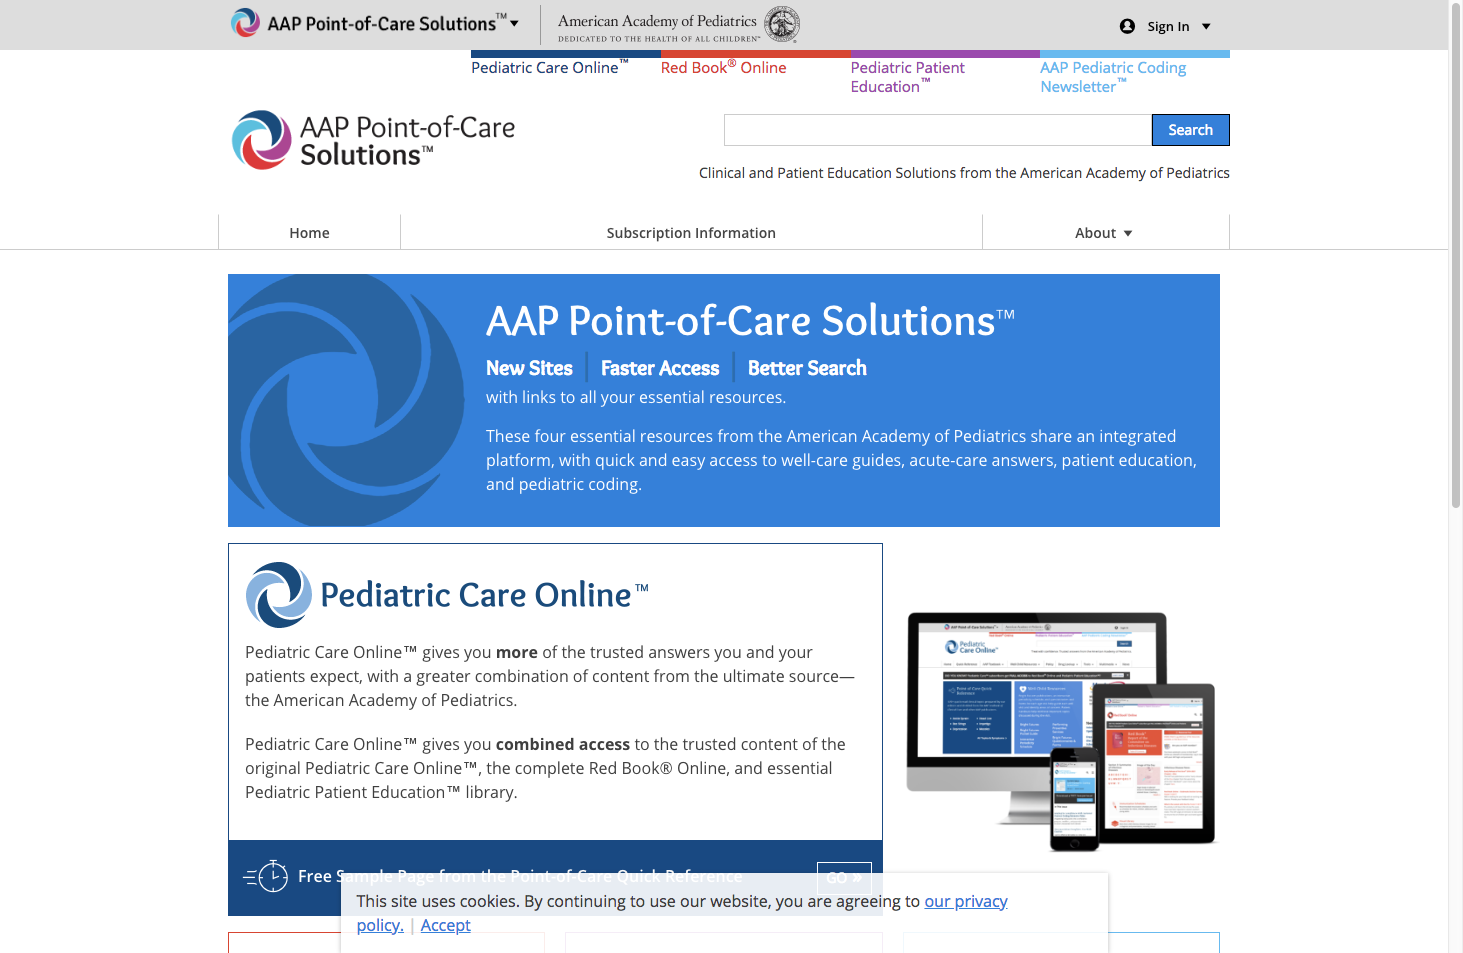 AAP Point-of-Care Solutions™
American Academy of Pediatrics
DEDICATED TO THE HEALTH OF ALL CHILDREN™
Sign In
Pediatric Care Online™
Red Book® Online
Pediatric Patient
Education™
AAP Pediatric Coding
Newsletter™
AAP Point-of-Care
Solutions™
Search
Clinical and Patient Education Solutions from the American Academy of Pediatrics
Home
Subscription Information
About
AAP Point-of-Care Solutions™
New Sites | Faster Access | Better Search
with links to all your essential resources.
These four essential resources from the American Academy of Pediatrics share an integrated
platform, with quick and easy access to well-care guides, acute-care answers, patient education,
and pediatric coding.
Pediatric Care Online™
Pediatric Care Online™ gives you more of the trusted answers you and your
patients expect, with a greater combination of content from the ultimate source—
the American Academy of Pediatrics.
Pediatric Care Online™ gives you combined access to the trusted content of the
original Pediatric Care Online™, the complete Red Book® Online, and essential
Pediatric Patient Education™ library.
Pediatric
Care Online™
Free Sample Page from the Point-of-Care Quick Reference
GO »
This site uses cookies. By continuing to use our website, you are agreeing to our privacy
policy. | Accept